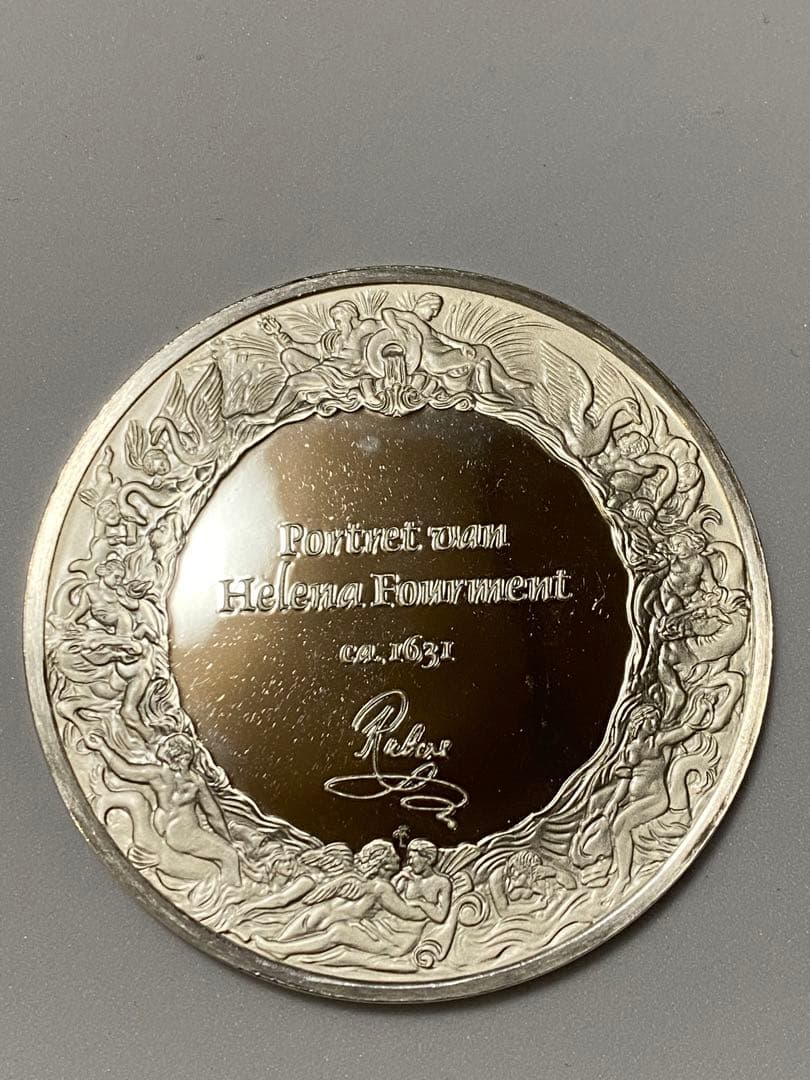 Portret van
Helena Fourment
ca. 1631
Rubens